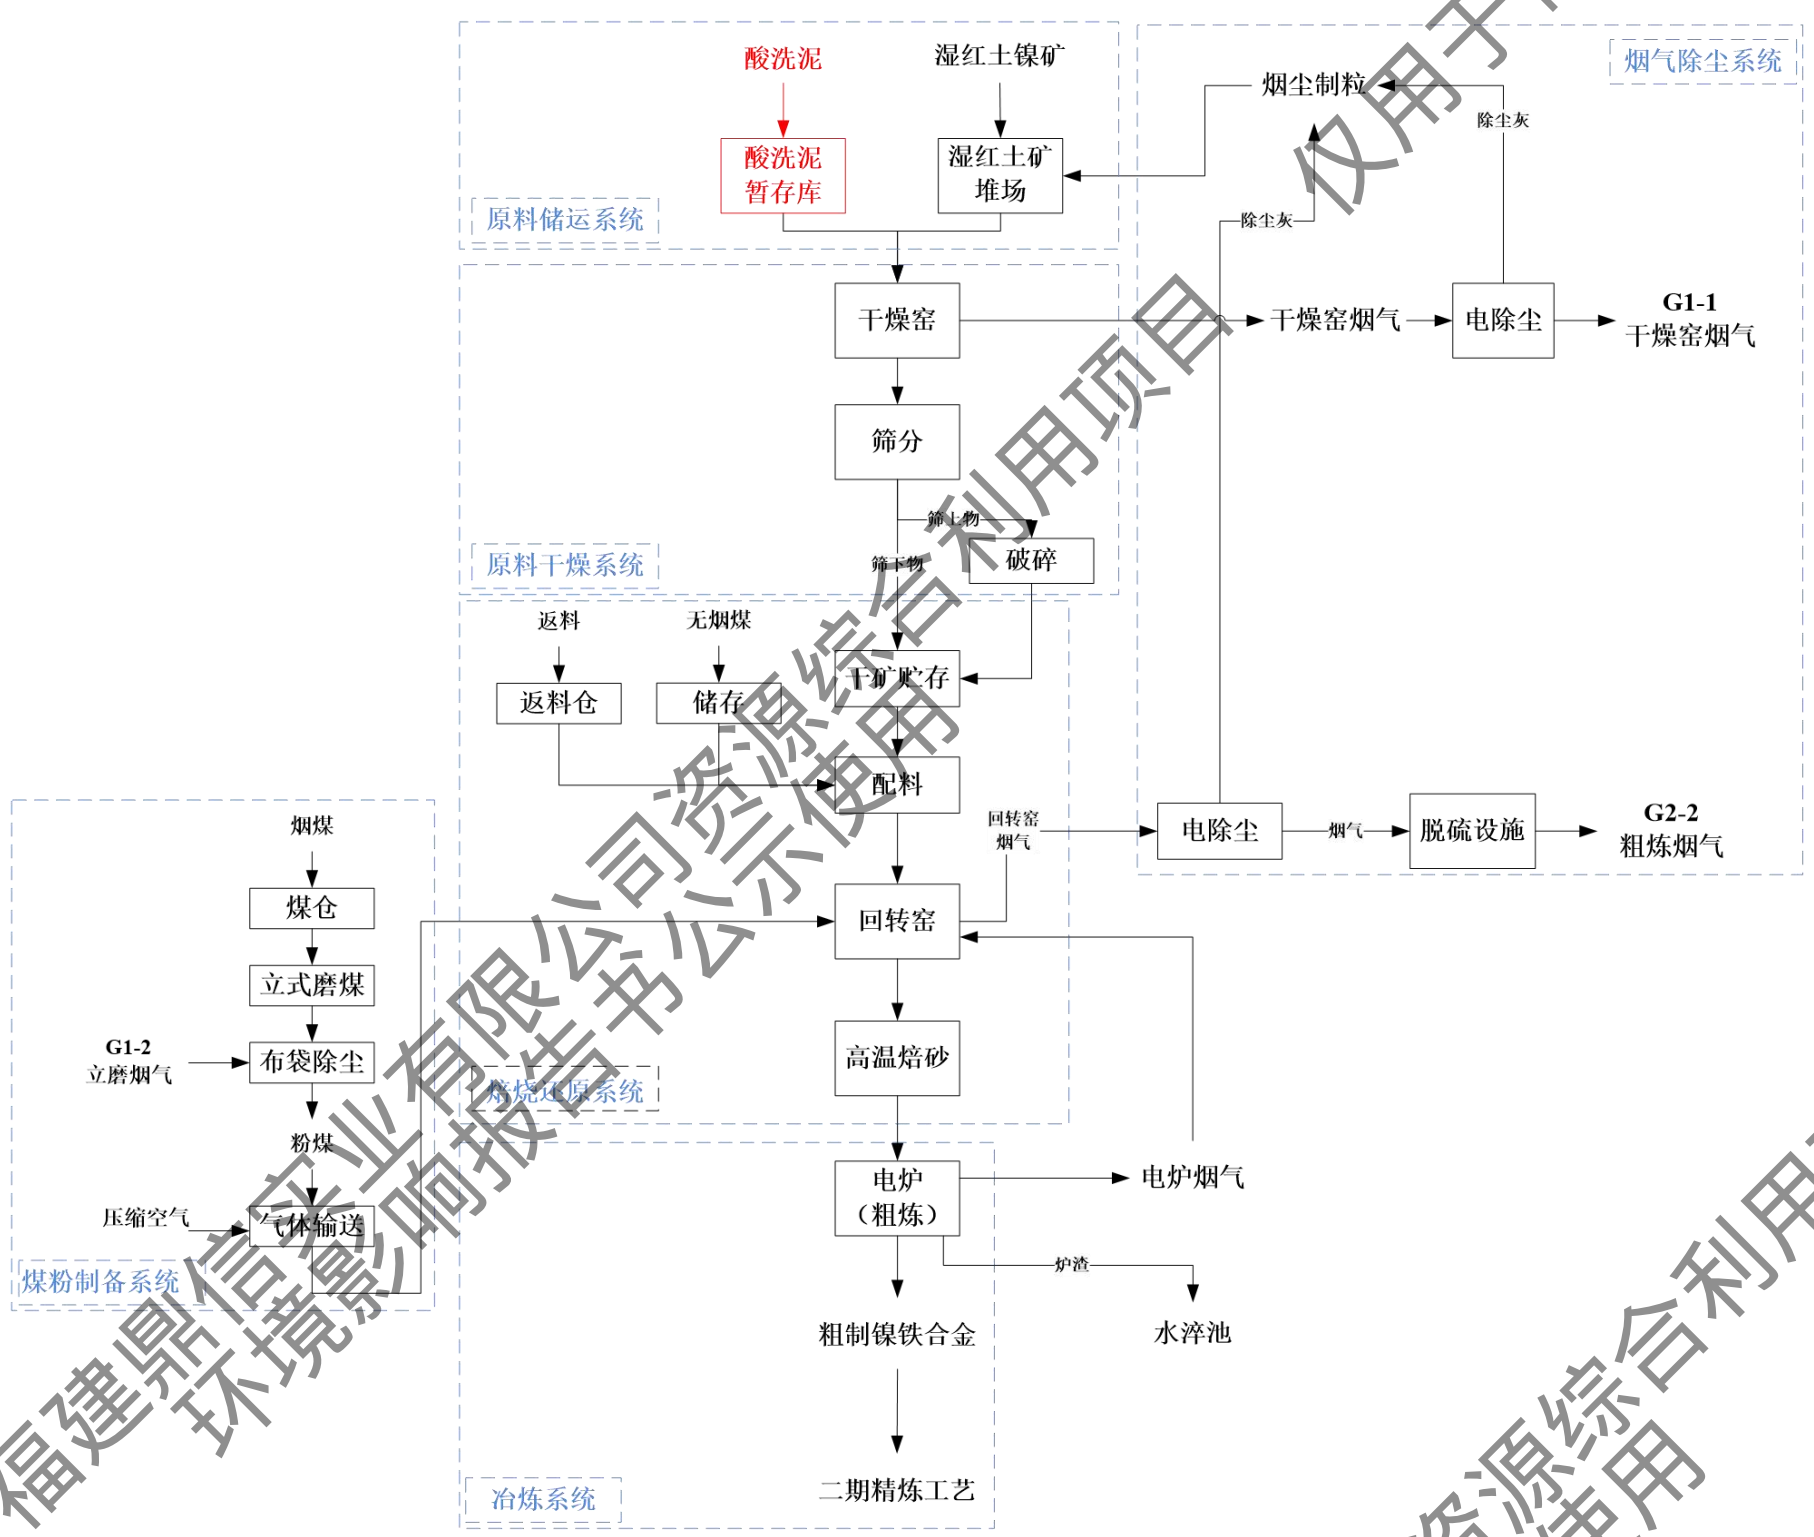 酸洗泥
湿红土镍矿
烟气除尘系统
烟尘制粒
除尘灰
酸洗泥
暂存库
湿红土矿
堆场
原料储运系统
除尘灰
干燥窑
干燥窑烟气
电除尘
G1-1
干燥窑烟气
筛分
筛上物
筛下物
破碎
原料干燥系统
返料
无烟煤
返料仓
储存
干矿贮存
配料
回转窑
烟气
电除尘
烟气
脱硫设施
G2-2
粗炼烟气
烟煤
煤仓
回转窑
立式磨煤
G1-2
立磨烟气
布袋除尘
高温焙砂
焙烧还原系统
粉煤
电炉
（粗炼）
电炉烟气
压缩空气
气体输送
炉渣
煤粉制备系统
粗制镍铁合金
水淬池
二期精炼工艺
冶炼系统
福建鼎信实业有限公司资源综合利用项目
环境影响报告书公示使用
仅用于
资源综合利用
使用